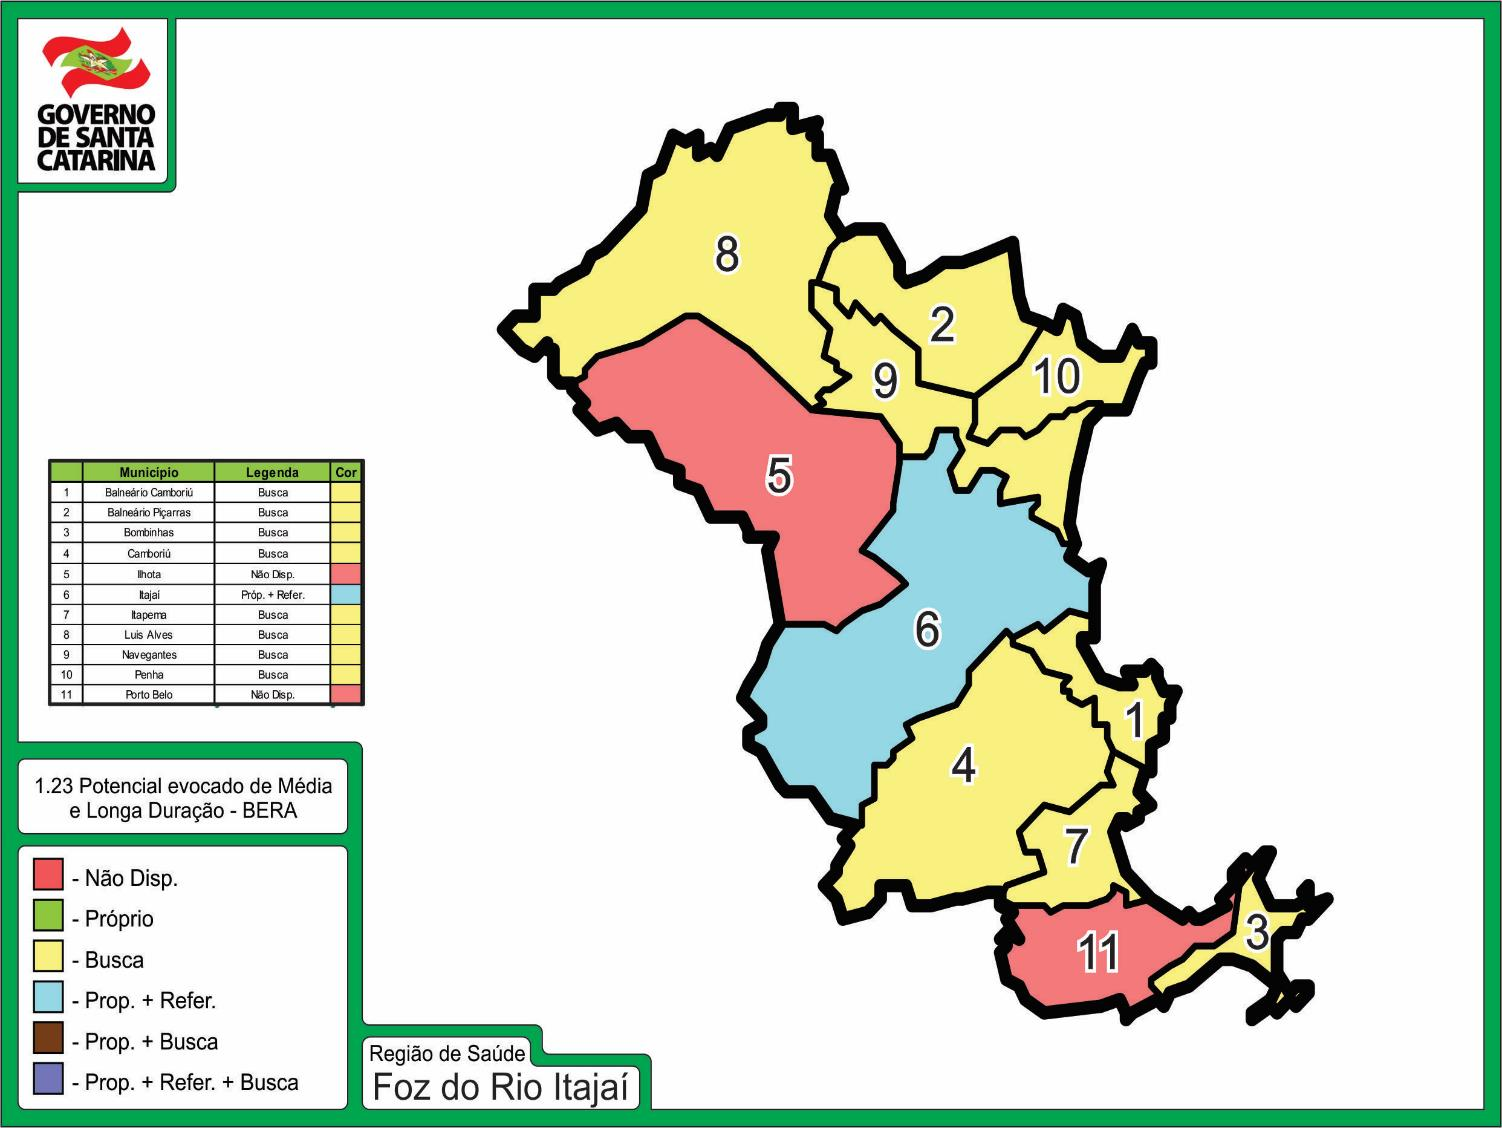 GOVERNO
DE SANTA
CATARINA
8
2
10
9
5
6
1
4
7
11
3
Município Legenda Cor
1 Balneário Camboriú Busca
2 Balneário Piçarras Busca
3 Bombinhas Busca
4 Camboriú Busca
5 Ilhota Não Disp.
6 Itajaí Próp. + Refer.
7 Itapema Busca
8 Luis Alves Busca
9 Navegantes Busca
10 Penha Busca
11 Porto Belo Não Disp.
1.23 Potencial evocado de Média
e Longa Duração - BERA
- Não Disp.
- Próprio
- Busca
- Prop. + Refer.
- Prop. + Busca
- Prop. + Refer. + Busca
Região de Saúde
Foz do Rio Itajaí